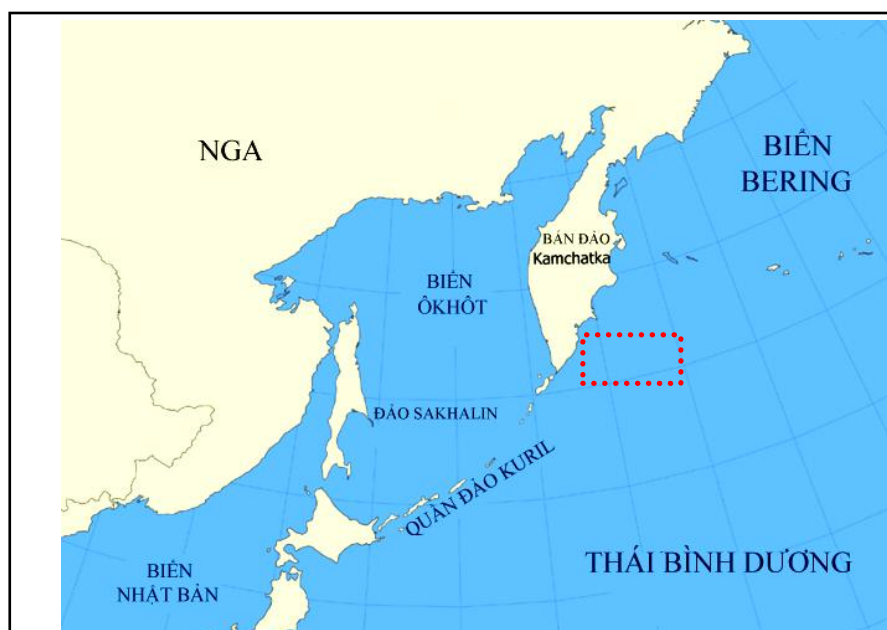 NGA
BIỂN
BERING
BÁN ĐẢO
Kamchatka
BIỂN
ÔKHÔT
ĐẢO SAKHALIN
QUẦN ĐẢO KURIL
THÁI BÌNH DƯƠNG
BIỂN
NHẬT BẢN